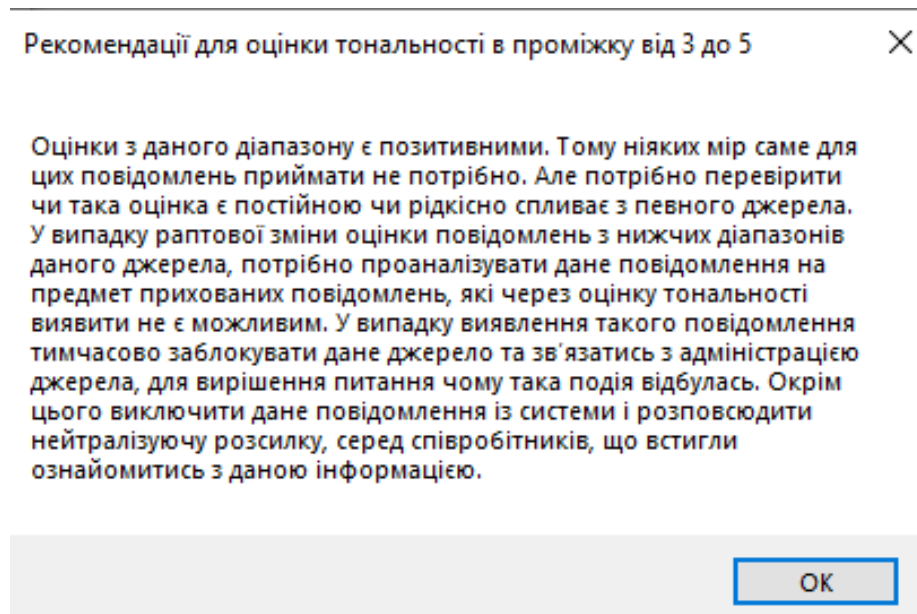 Рекомендації для оцінки тональності в проміжку від 3 до 5
Оцінки з даного діапазону є позитивними. Тому ніяких мір саме для
цих повідомлень приймати не потрібно. Але потрібно перевірити
чи така оцінка є постійною чи рідкісно спливає з певного джерела.
У випадку раптової зміни оцінки повідомлень з нижчих діапазонів
даного джерела, потрібно проаналізувати дане повідомлення на
предмет прихованих повідомлень, які через оцінку тональності
виявити не є можливим. У випадку виявлення такого повідомлення
тимчасово заблокувати дане джерело та зв'язатись з адміністрацією
джерела, для вирішення питання чому така подія відбулась. Окрім
цього виключити дане повідомлення із системи і розповсюдити
нейтралізуючу розсилку, серед співробітників, що встигли
ознайомитись з даною інформацією.
ОК